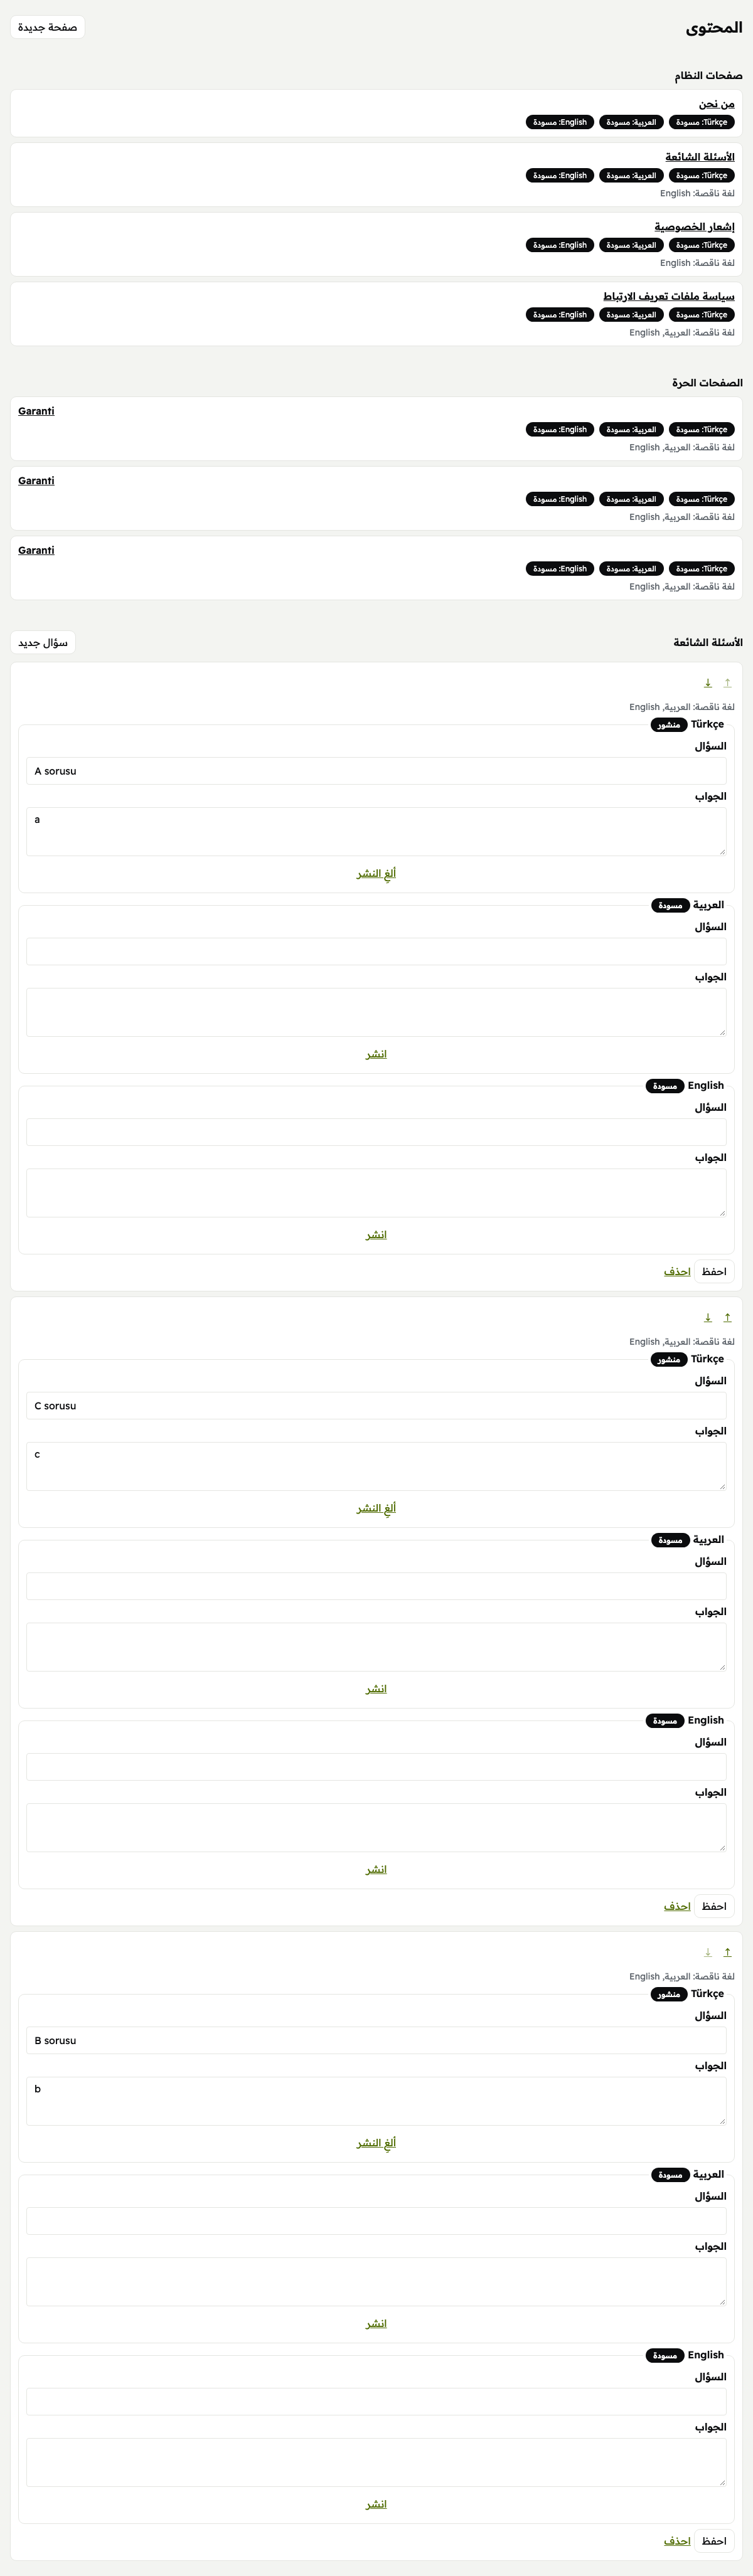 المحتوى
صفحة جديدة
صفحات النظام
من نحن
Türkçe: مسودة العربية: مسودة English: مسودة
الأسئلة الشائعة
Türkçe: مسودة العربية: مسودة English: مسودة
لغة ناقصة: English
إشعار الخصوصية
Türkçe: مسودة العربية: مسودة English: مسودة
لغة ناقصة: English
سياسة ملفات تعريف الارتباط
Türkçe: مسودة العربية: مسودة English: مسودة
لغة ناقصة: العربية, English
الصفحات الحرة
Garanti
Türkçe: مسودة العربية: مسودة English: مسودة
لغة ناقصة: العربية, English
Garanti
Türkçe: مسودة العربية: مسودة English: مسودة
لغة ناقصة: العربية, English
Garanti
Türkçe: مسودة العربية: مسودة English: مسودة
لغة ناقصة: العربية, English
الأسئلة الشائعة
سؤال جديد
↑ ↓
لغة ناقصة: العربية, English
Türkçe منشور
السؤال
A sorusu
الجواب
a
ألغِ النشر
العربية مسودة
السؤال
الجواب
انشر
English مسودة
السؤال
الجواب
انشر
احفظ احذف
↑ ↓
لغة ناقصة: العربية, English
Türkçe منشور
السؤال
C sorusu
الجواب
c
ألغِ النشر
العربية مسودة
السؤال
الجواب
انشر
English مسودة
السؤال
الجواب
انشر
احفظ احذف
↑ ↓
لغة ناقصة: العربية, English
Türkçe منشور
السؤال
B sorusu
الجواب
b
ألغِ النشر
العربية مسودة
السؤال
الجواب
انشر
English مسودة
السؤال
الجواب
انشر
احفظ احذف